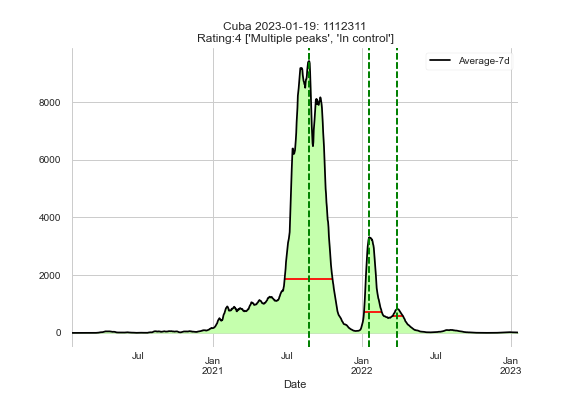 Cuba 2023-01-19: 1112311
Rating:4 ['Multiple peaks', 'In control']
Average-7d
8000
6000
4000
2000
0
Jul
Jan
2021
Jul
Jan
2022
Jul
Jan
2023
Date